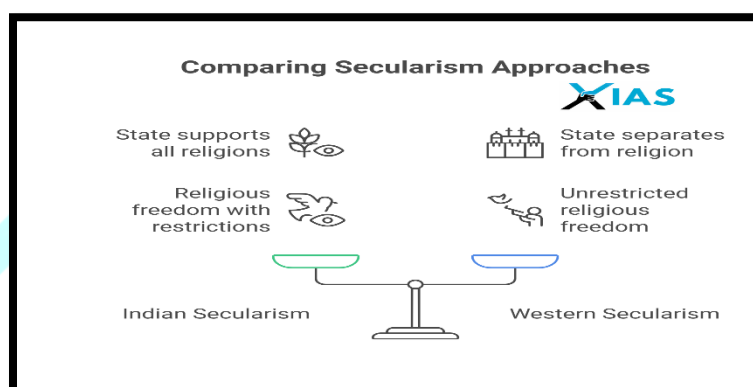 Comparing Secularism Approaches
XIAS
State supports
all religions
State separates
from religion
Religious
freedom with
restrictions
Unrestricted
religious
freedom
Indian Secularism
Western Secularism